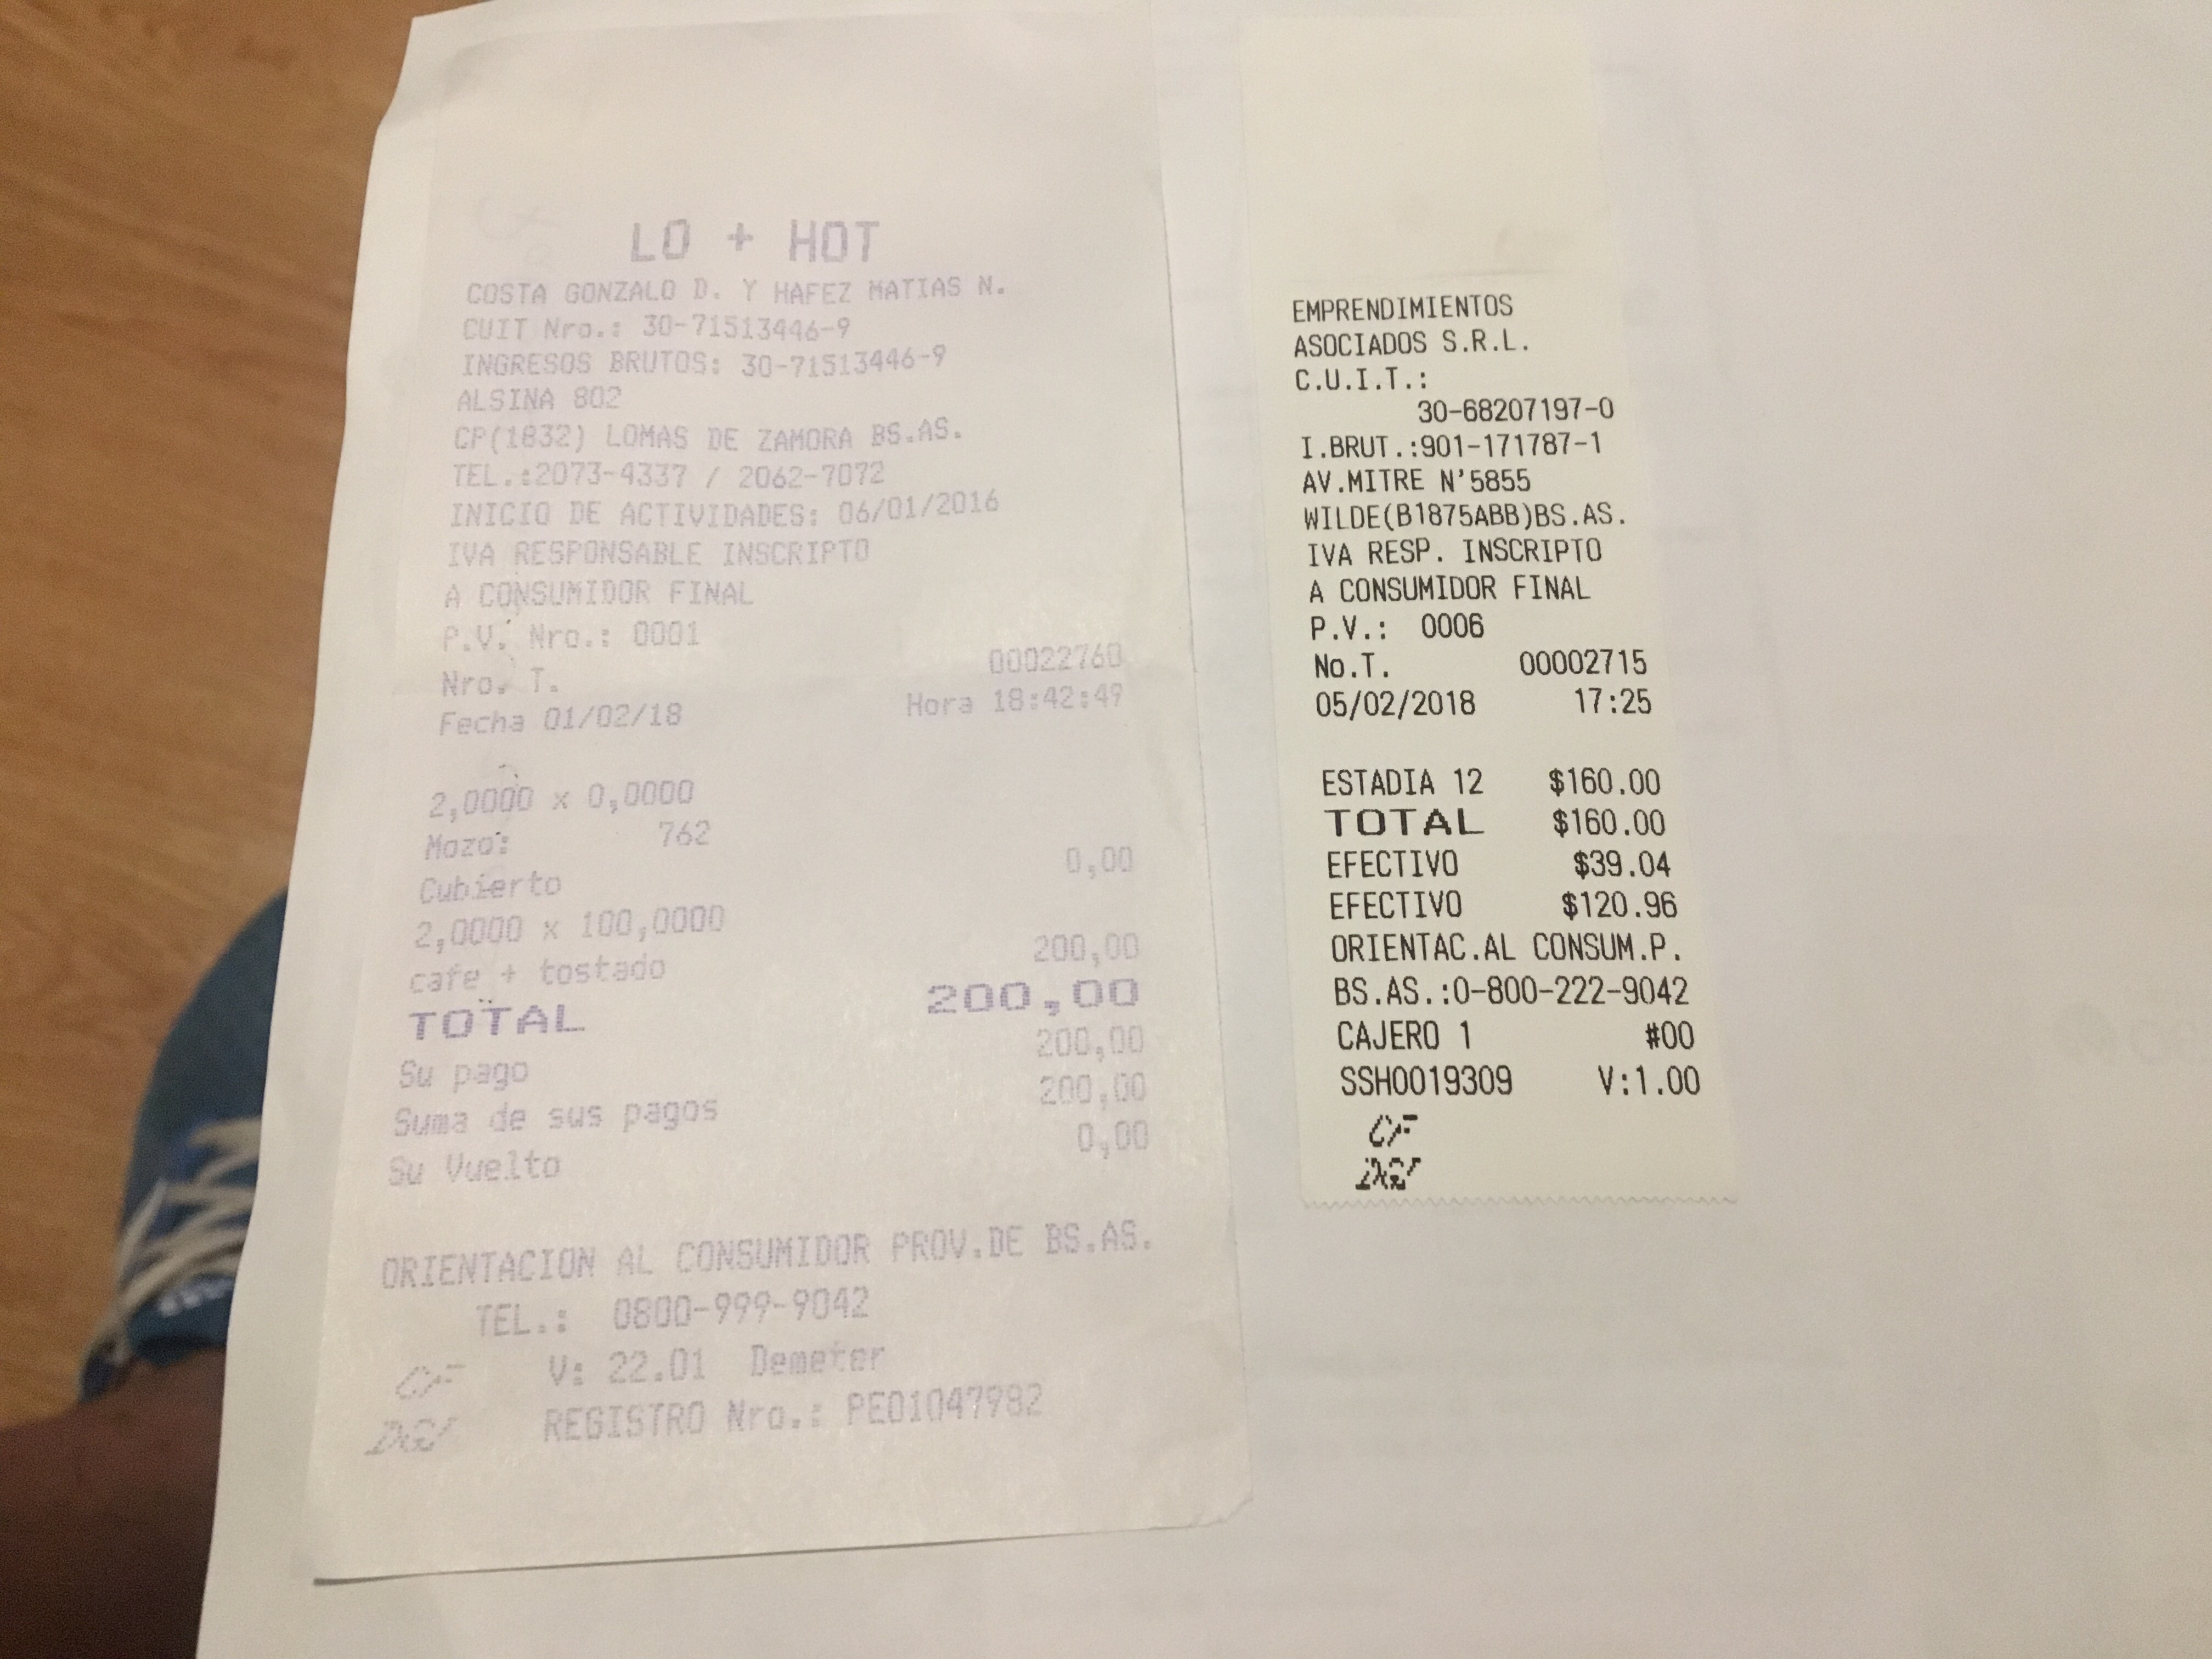 LO + HOT
COSTA GONZALO D. Y HAFEZ MATIAS N.
CUIT Nro.: 30-71513446-9
INGRESOS BRUTOS: 30-71513446-9
ALSINA 802
CP(1832) LOMAS DE ZAMORA BS.AS.
TEL.:2073-4337 / 2062-7072
INICIO DE ACTIVIDADES: 06/01/2016
IVA RESPONSABLE INSCRIPTO
A CONSUMIDOR FINAL
P.V. Nro.: 0001
Nro. T. 00022760
Fecha 01/02/18 Hora 18:42:49
2,0000 x 0,0000
Mozo: 762
Cubierto 0,00
2,0000 x 100,0000
cafe + tostado 200,00
TOTAL 200,00
Su pago 200,00
Suma de sus pagos 200,00
Su Vuelto 0,00
ORIENTACION AL CONSUMIDOR PROV.DE BS.AS.
TEL.: 0800-999-9042
CF V: 22.01 Demeter
DGI REGISTRO Nro.: PEO1047982
EMPRENDIMIENTOS
ASOCIADOS S.R.L.
C.U.I.T.:
30-68207197-0
I.BRUT.:901-171787-1
AV.MITRE N'5855
WILDE(B1875ABB)BS.AS.
IVA RESP. INSCRIPTO
A CONSUMIDOR FINAL
P.V.: 0006
No.T. 00002715
05/02/2018 17:25
ESTADIA 12 $160.00
TOTAL $160.00
EFECTIVO $39.04
EFECTIVO $120.96
ORIENTAC.AL CONSUM.P.
BS.AS.:0-800-222-9042
CAJERO 1 #00
SSH0019309 V:1.00
CF
DGI